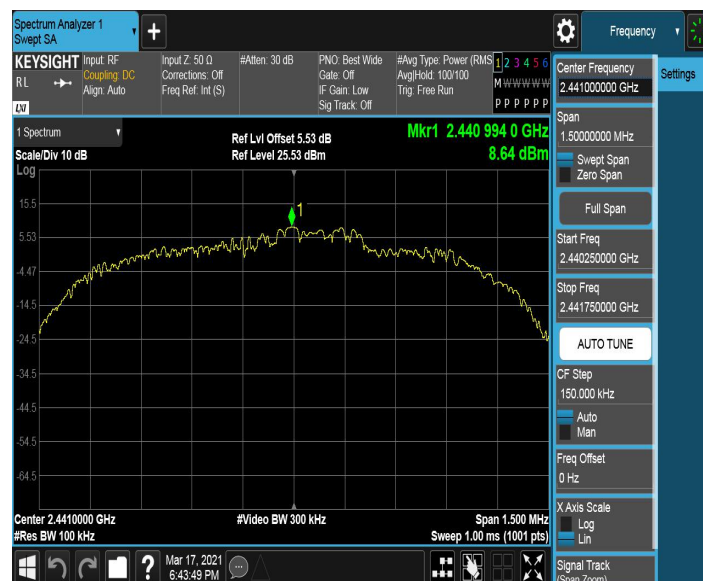 Spectrum Analyzer 1
Swept SA
+
Frequency
KEYSIGHT
RL
LXI
Input: RF
Coupling: DC
Align: Auto
Input Z: 50 Ω
Corrections: Off
Freq Ref: Int (S)
#Atten: 30 dB
PNO: Best Wide
Gate: Off
IF Gain: Low
Sig Track: Off
#Avg Type: Power (RMS
Avg|Hold: 100/100
Trig: Free Run
1 2 3 4 5 6
M W W W W W
P P P P P P
Center Frequency
2.441000000 GHz
Settings
Span
1.50000000 MHz
Swept Span
Zero Span
Full Span
Start Freq
2.440250000 GHz
Stop Freq
2.441750000 GHz
AUTO TUNE
CF Step
150.000 kHz
Auto
Man
Freq Offset
0 Hz
X Axis Scale
Log
Lin
Signal Track
(Span Zoom)
1 Spectrum
Scale/Div 10 dB
Log
Ref Lvl Offset 5.53 dB
Ref Level 25.53 dBm
Mkr1 2.440 994 0 GHz
8.64 dBm
1
15.5
5.53
-4.47
-14.5
-24.5
-34.5
-44.5
-54.5
-64.5
Center 2.4410000 GHz
#Res BW 100 kHz
#Video BW 300 kHz
Span 1.500 MHz
Sweep 1.00 ms (1001 pts)
?
Mar 17, 2021
6:43:49 PM